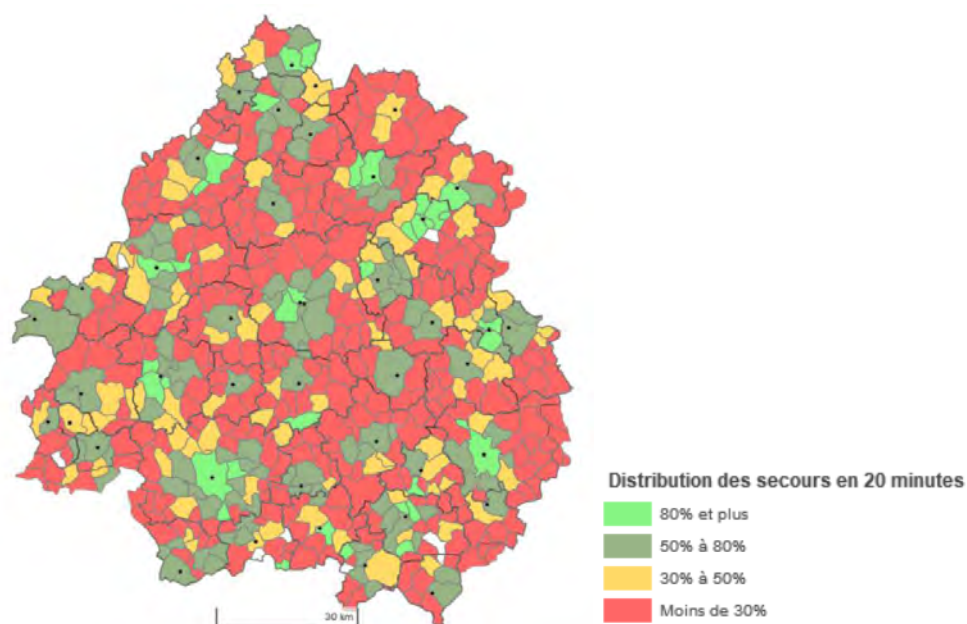 Distribution des secours en 20 minutes
80% et plus
50% à 80%
30% à 50%
Moins de 30%
30 km